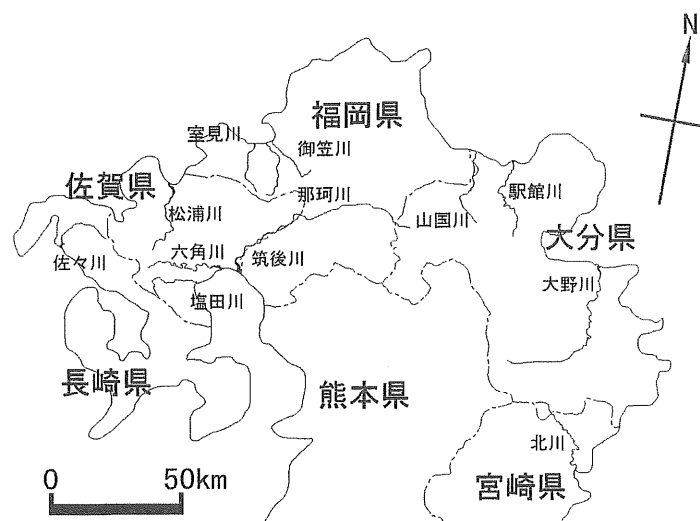 N
福岡県
室見川
御笠川
佐賀県
那珂川
駅館川
松浦川
山国川
大分県
佐々川
六角川
筑後川
大野川
塩田川
長崎県
熊本県
北川
宮崎県
0 50km